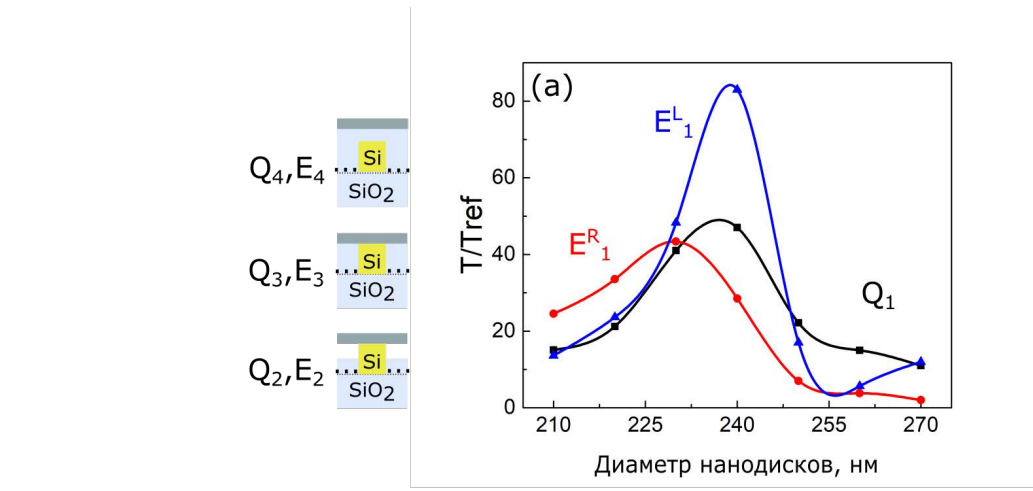 Q4,E4
Si
SiO2
Q3,E3
Si
SiO2
Q2,E2
Si
SiO2
(a)
E^L_1
E^R_1
Q1
T/Tref
80
60
40
20
0
210 225 240 255 270
Диаметр нанодисков, нм